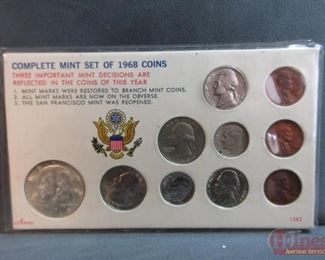 COMPLETE MINT SET OF 1968 COINS
THREE IMPORTANT MINT DECISIONS ARE
REFLECTED IN THE COINS OF THIS YEAR
1. MINT MARKS WERE RESTORED TO BRANCH MINT COINS.
2. ALL MINT MARKS ARE NOW ON THE OBVERSE.
3. THE SAN FRANCISCO MINT WAS REOPENED.